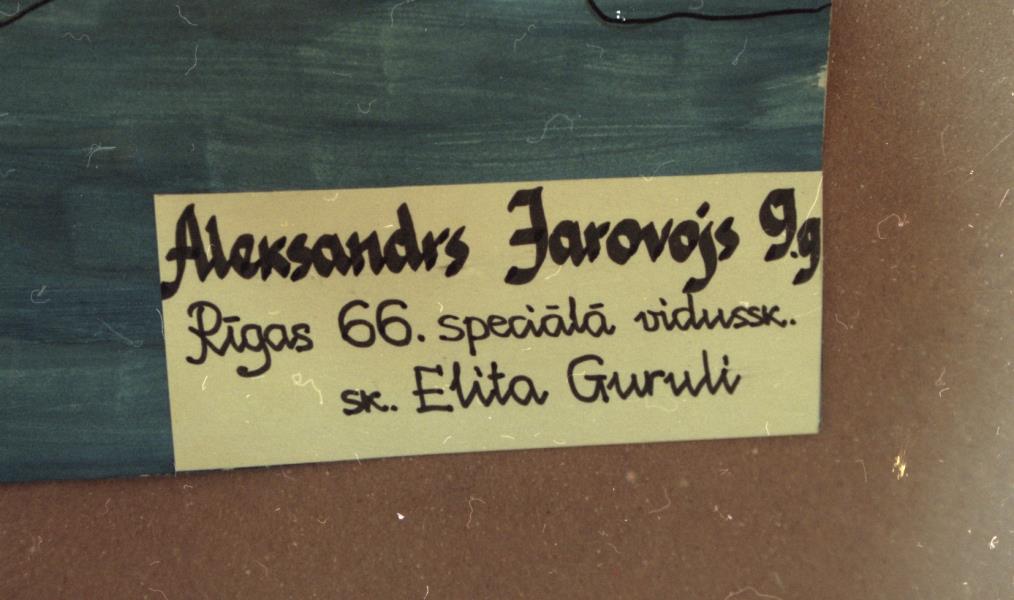 Aleksandrs Jarovojs 9.g
Rīgas 66. speciālā vidussk.
sk. Elita Guruli